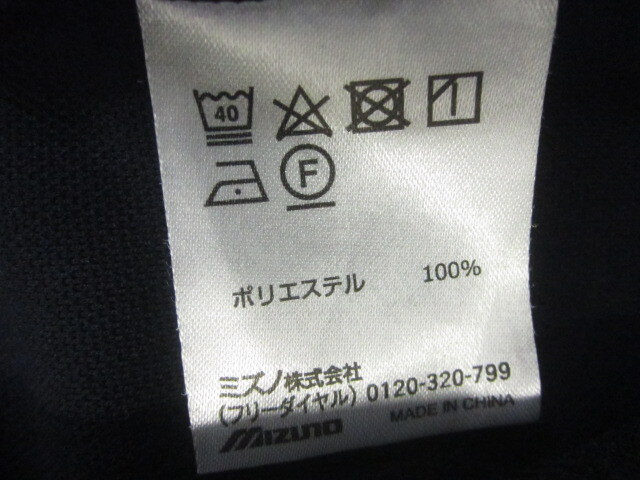 40
F
ポリエステル 100%
ミズノ株式会社
(フリーダイヤル) 0120-320-799
MIZUNO MADE IN CHINA